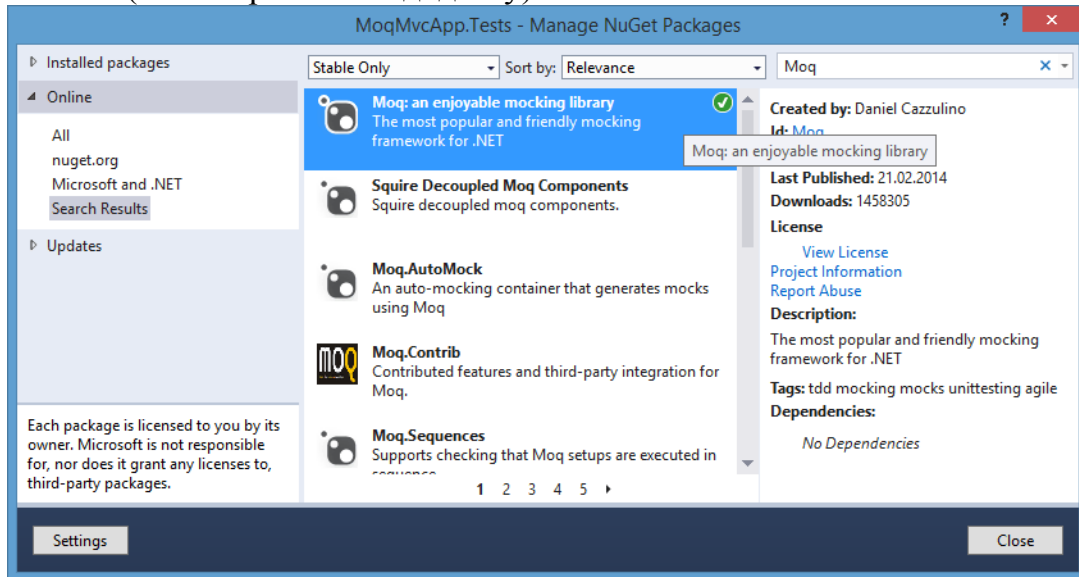 MoqMvcApp.Tests - Manage NuGet Packages
?
Installed packages
Online
All
nuget.org
Microsoft and .NET
Search Results
Updates
Each package is licensed to you by its
owner. Microsoft is not responsible
for, nor does it grant any licenses to,
third-party packages.
Stable Only
Sort by: Relevance
Moq: an enjoyable mocking library
The most popular and friendly mocking
framework for .NET
Squire Decoupled Moq Components
Squire decoupled moq components.
Moq.AutoMock
An auto-mocking container that generates mocks
using Moq
MOQ
Moq.Contrib
Contributed features and third-party integration for
Moq.
Moq.Sequences
Supports checking that Moq setups are executed in
sequence
1 2 3 4 5
Moq
Created by: Daniel Cazzulino
Id: Moq
Moq: an enjoyable mocking library
Last Published: 21.02.2014
Downloads: 1458305
License
View License
Project Information
Report Abuse
Description:
The most popular and friendly mocking
framework for .NET
Tags: tdd mocking mocks unittesting agile
Dependencies:
No Dependencies
Settings
Close